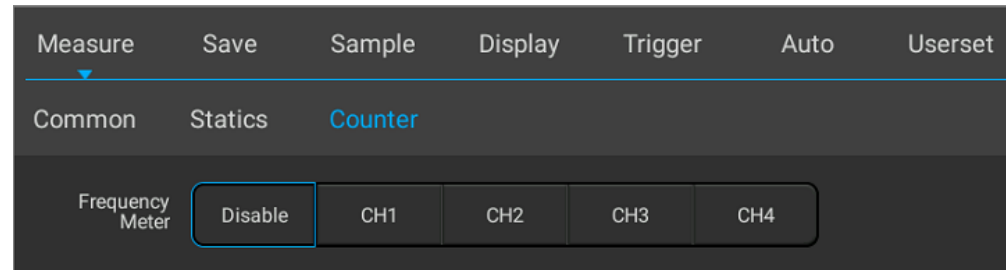 Measure Save Sample Display Trigger Auto Userset
Common Statics Counter
Frequency
Meter Disable CH1 CH2 CH3 CH4